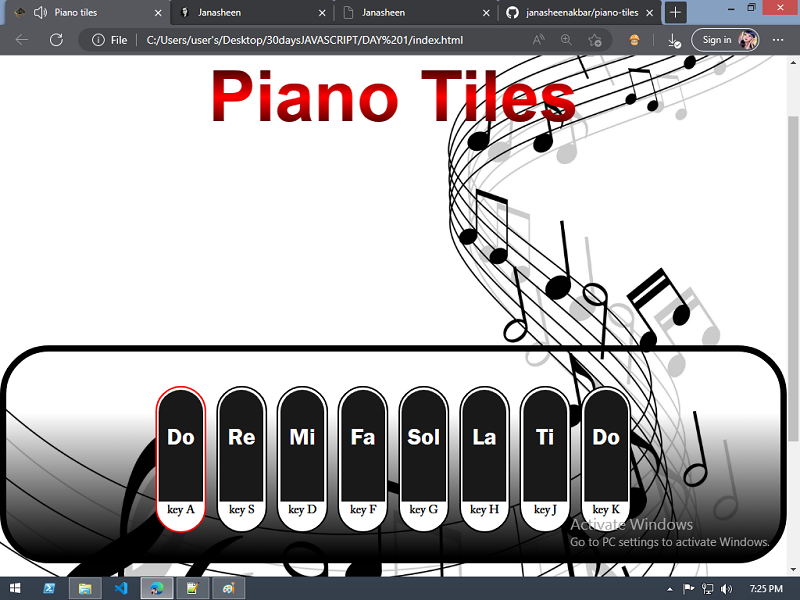 Piano tiles
Janasheen
Janasheen
janasheenakbar/piano-tiles
File
C:/Users/user's/Desktop/30daysJAVASCRIPT/DAY%201/index.html
Sign in
Piano Tiles
Do Re Mi Fa Sol La Ti Do
key A key S key D key F key G key H key J key K
Activate Windows
Go to PC settings to activate Windows.
7:25 PM